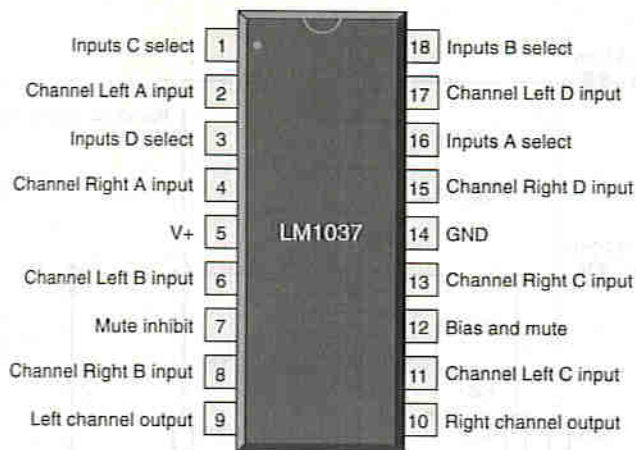 Inputs C select 1
18 Inputs B select
Channel Left A input 2
17 Channel Left D input
Inputs D select 3
16 Inputs A select
Channel Right A input 4
15 Channel Right D input
V+ 5
LM1037
14 GND
Channel Left B input 6
13 Channel Right C input
Mute inhibit 7
12 Bias and mute
Channel Right B input 8
11 Channel Left C input
Left channel output 9
10 Right channel output